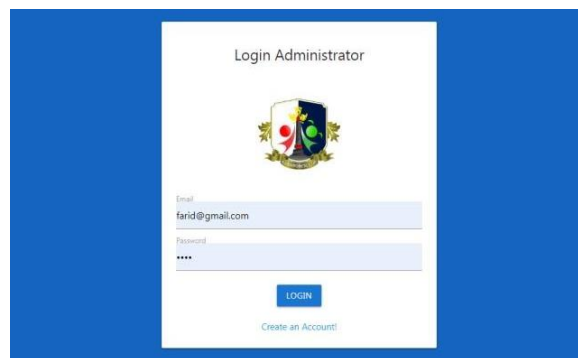 Login Administrator
Email
farid@gmail.com
Password
••••
LOGIN
Create an Account!